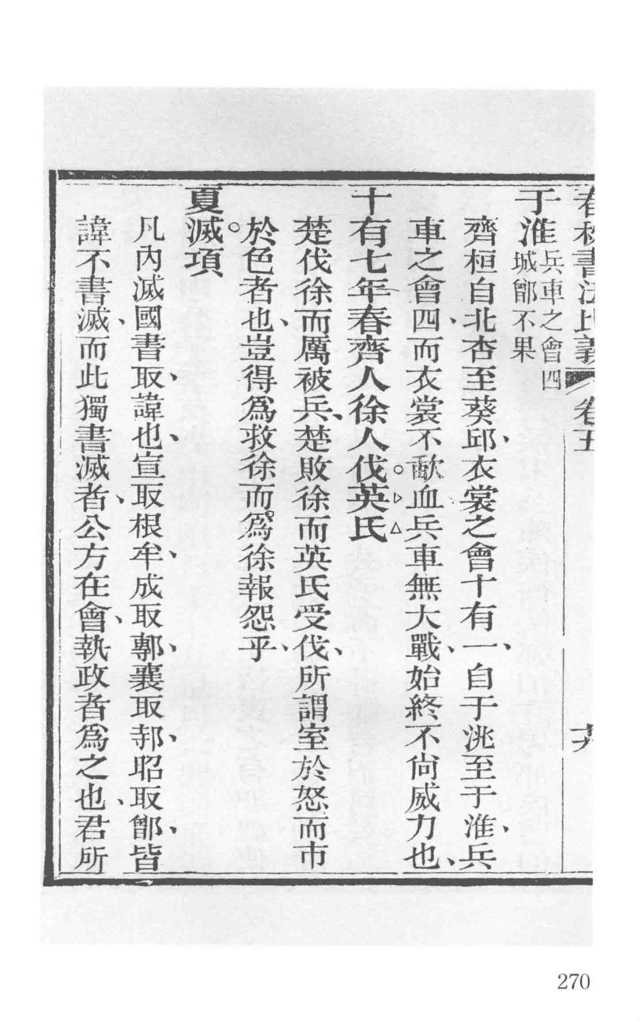 春秋書法氏義 卷五 六
于淮兵車之會四城鄫不果
齊桓自北杏至葵邱衣裳之會十有一自于洮至于淮兵
車之會四而衣裳不歃血兵車無大戰始終不尙威力也
十有七年春齊人徐人伐英氏
楚伐徐而厲被兵楚敗徐而英氏受伐所謂室於怒而市
於色者也豈得爲救徐而爲徐報怨乎
夏滅項
凡內滅國書取諱也宣取根牟成取鄟襄取邿昭取鄫皆
諱不書滅而此獨書滅者公方在會執政者爲之也君所
270